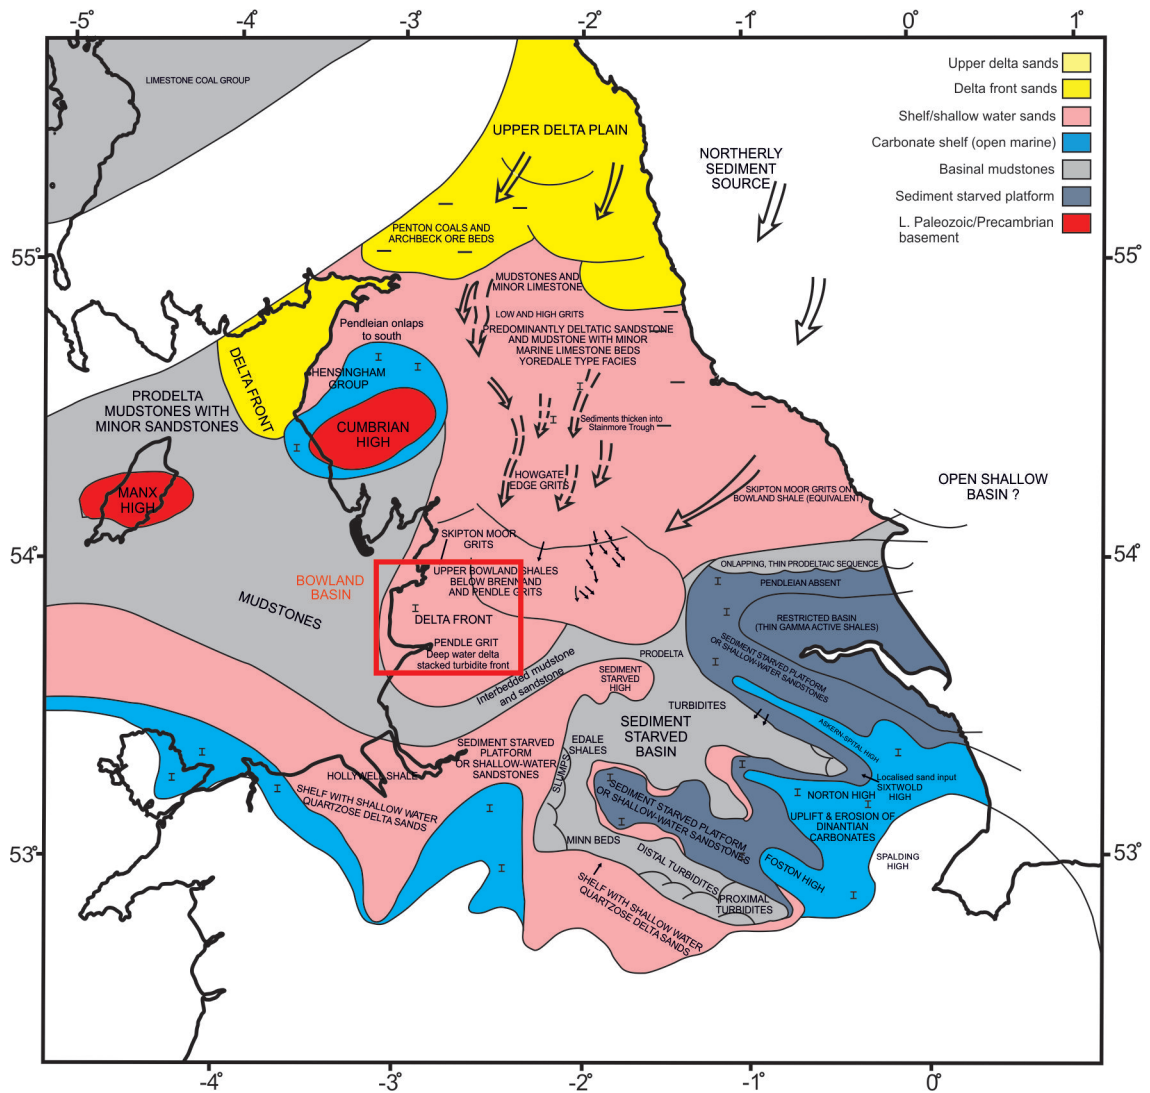 -5° -4° -3° -2° -1° 0° 1°
LIMESTONE COAL GROUP
Upper delta sands
Delta front sands
Shelf/shallow water sands
Carbonate shelf (open marine)
Basinal mudstones
Sediment starved platform
L. Paleozoic/Precambrian
basement
UPPER DELTA PLAIN
NORTHERLY
SEDIMENT
SOURCE
PENTON COALS AND
ARCHBECK ORE BEDS
55° 55°
MUDSTONES AND
MINOR LIMESTONE
LOW AND HIGH GRITS
PREDOMINANTLY DELTATIC SANDSTONE
AND MUDSTONE WITH MINOR
MARINE LIMESTONE BEDS
YOREDALE TYPE FACIES
Pendleian onlaps
to south
DELTA FRONT
HENSINGHAM
GROUP
PRODELTA
MUDSTONES WITH
MINOR SANDSTONES
CUMBRIAN
HIGH
Sediments thicken into
Stainmore Trough
MANX
HIGH
HOWGATE
EDGE GRITS
SKIPTON MOOR GRITS ON
BOWLAND SHALE (EQUIVALENT)
OPEN SHALLOW
BASIN ?
SKIPTON MOOR
GRITS
54° 54°
UPPER BOWLAND SHALES
BELOW BRENNAND
AND PENDLE GRITS
BOWLAND
BASIN
MUDSTONES
DELTA FRONT
PENDLE GRIT
Deep water delta
stacked turbidite front
ONLAPPING, THIN PRODELTAIC SEQUENCE
PENDLEIAN ABSENT
RESTRICTED BASIN
(THIN GAMMA ACTIVE SHALES)
SEDIMENT STARVED PLATFORM
OR SHALLOW-WATER SANDSTONES
PRODELTA
Interbedded mudstone
and sandstone
SEDIMENT
STARVED
HIGH
TURBIDITES
SEDIMENT
STARVED
BASIN
ASKERN-SPITAL HIGH
EDALE
SHALES
SLUMPS
SEDIMENT STARVED
PLATFORM
OR SHALLOW-WATER
SANDSTONES
HOLLYWELL SHALE
SHELF WITH SHALLOW WATER
QUARTZOSE DELTA SANDS
SEDIMENT STARVED PLATFORM
OR SHALLOW-WATER SANDSTONES
Localised sand input
SIXTWOLD
HIGH
NORTON HIGH
UPLIFT & EROSION OF
DINANTIAN
CARBONATES
MINN BEDS
DISTAL TURBIDITES
FOSTON HIGH
SPALDING
HIGH
53° 53°
PROXIMAL
TURBIDITES
SHELF WITH SHALLOW WATER
QUARTZOSE DELTA SANDS
-4° -3° -2° -1° 0°